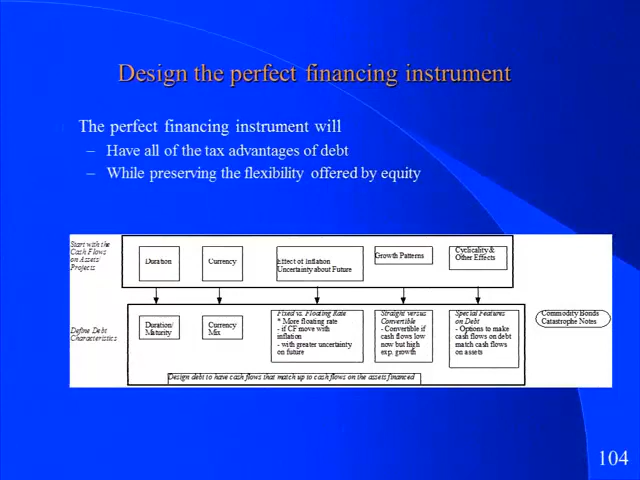 Design the perfect financing instrument
The perfect financing instrument will
– Have all of the tax advantages of debt
– While preserving the flexibility offered by equity
Start with the
Cash Flows
on Assets/
Projects
Duration
Currency
Effect of Inflation
Uncertainty about Future
Growth Patterns
Cyclicality &
Other Effects
Define Debt
Characteristics
Duration/
Maturity
Currency
Mix
Fixed vs. Floating Rate
* More floating rate
- if CF move with
inflation
- with greater uncertainty
on future
Straight versus
Convertible
- Convertible if
cash flows low
now but high
exp. growth
Special Features
on Debt
- Options to make
cash flows on debt
match cash flows
on assets
Commodity Bonds
Catastrophe Notes
Design debt to have cash flows that match up to cash flows on the assets financed
104